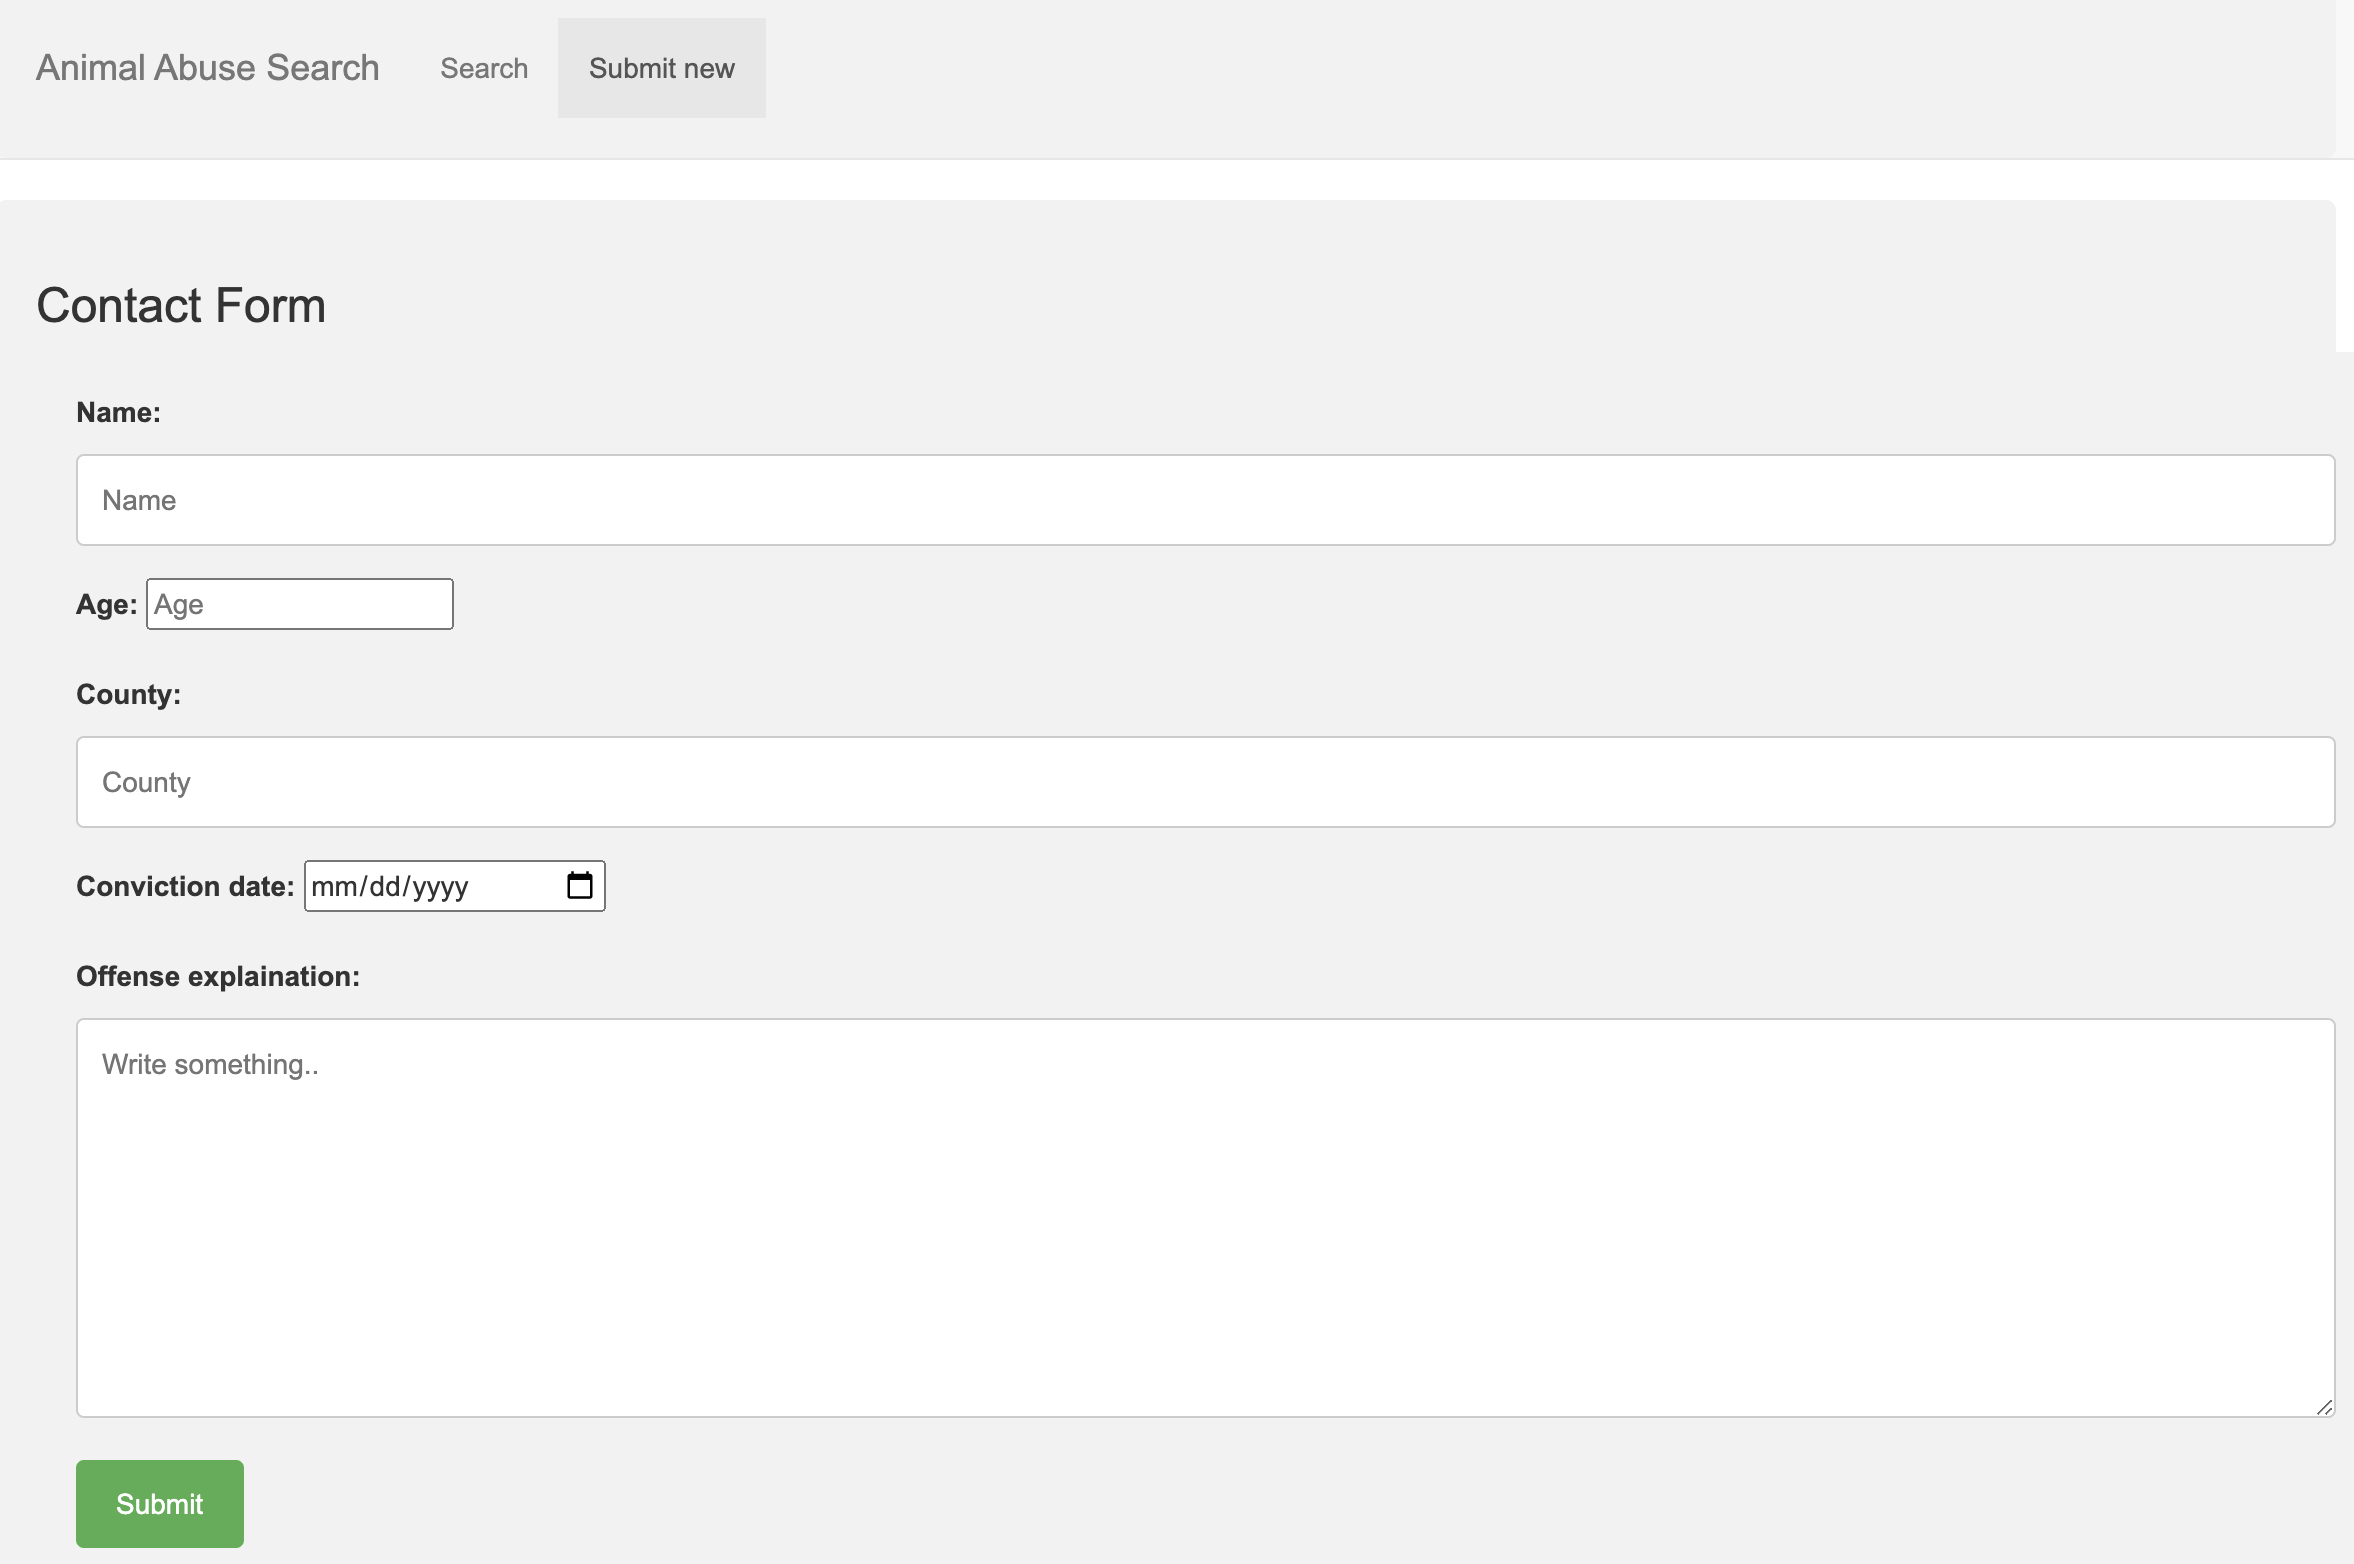 Animal Abuse Search Search Submit new
Contact Form
Name:
Name
Age: Age
County:
County
Conviction date: mm/dd/yyyy
Offense explaination:
Write something..
Submit